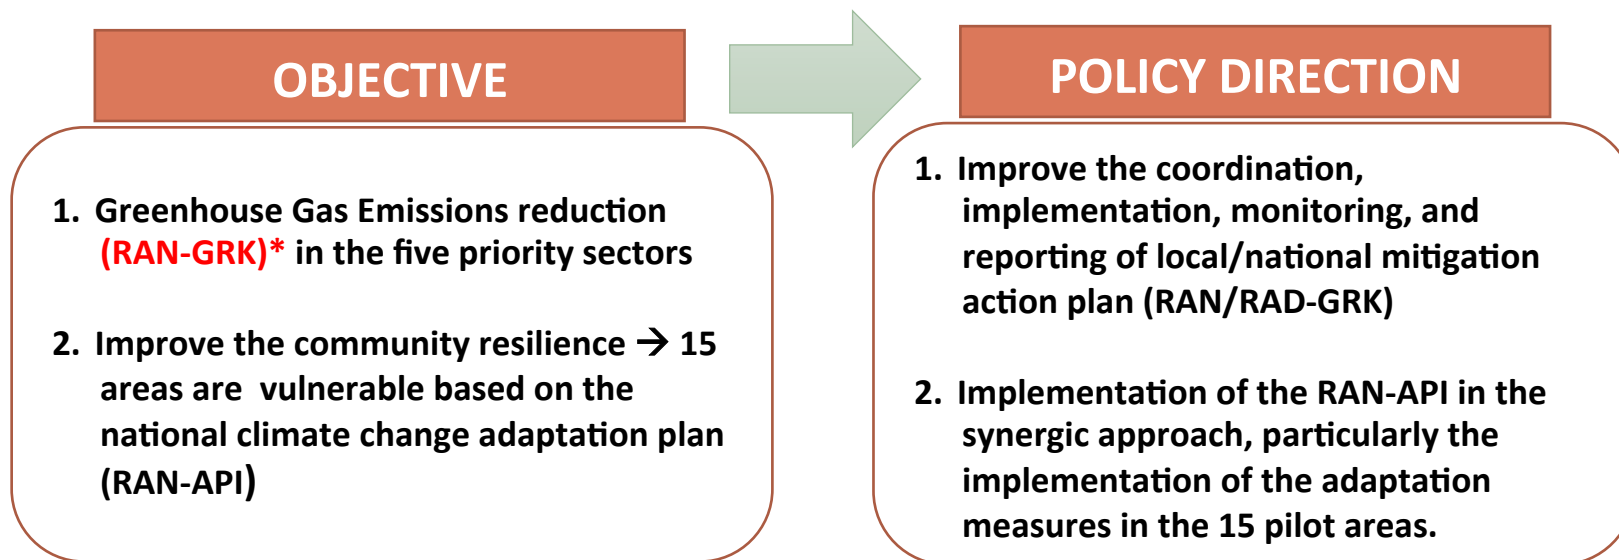 OBJECTIVE
1. Greenhouse Gas Emissions reduction
(RAN-GRK)* in the five priority sectors
2. Improve the community resilience → 15
areas are vulnerable based on the
national climate change adaptation plan
(RAN-API)
POLICY DIRECTION
1. Improve the coordination,
implementation, monitoring, and
reporting of local/national mitigation
action plan (RAN/RAD-GRK)
2. Implementation of the RAN-API in the
synergic approach, particularly the
implementation of the adaptation
measures in the 15 pilot areas.